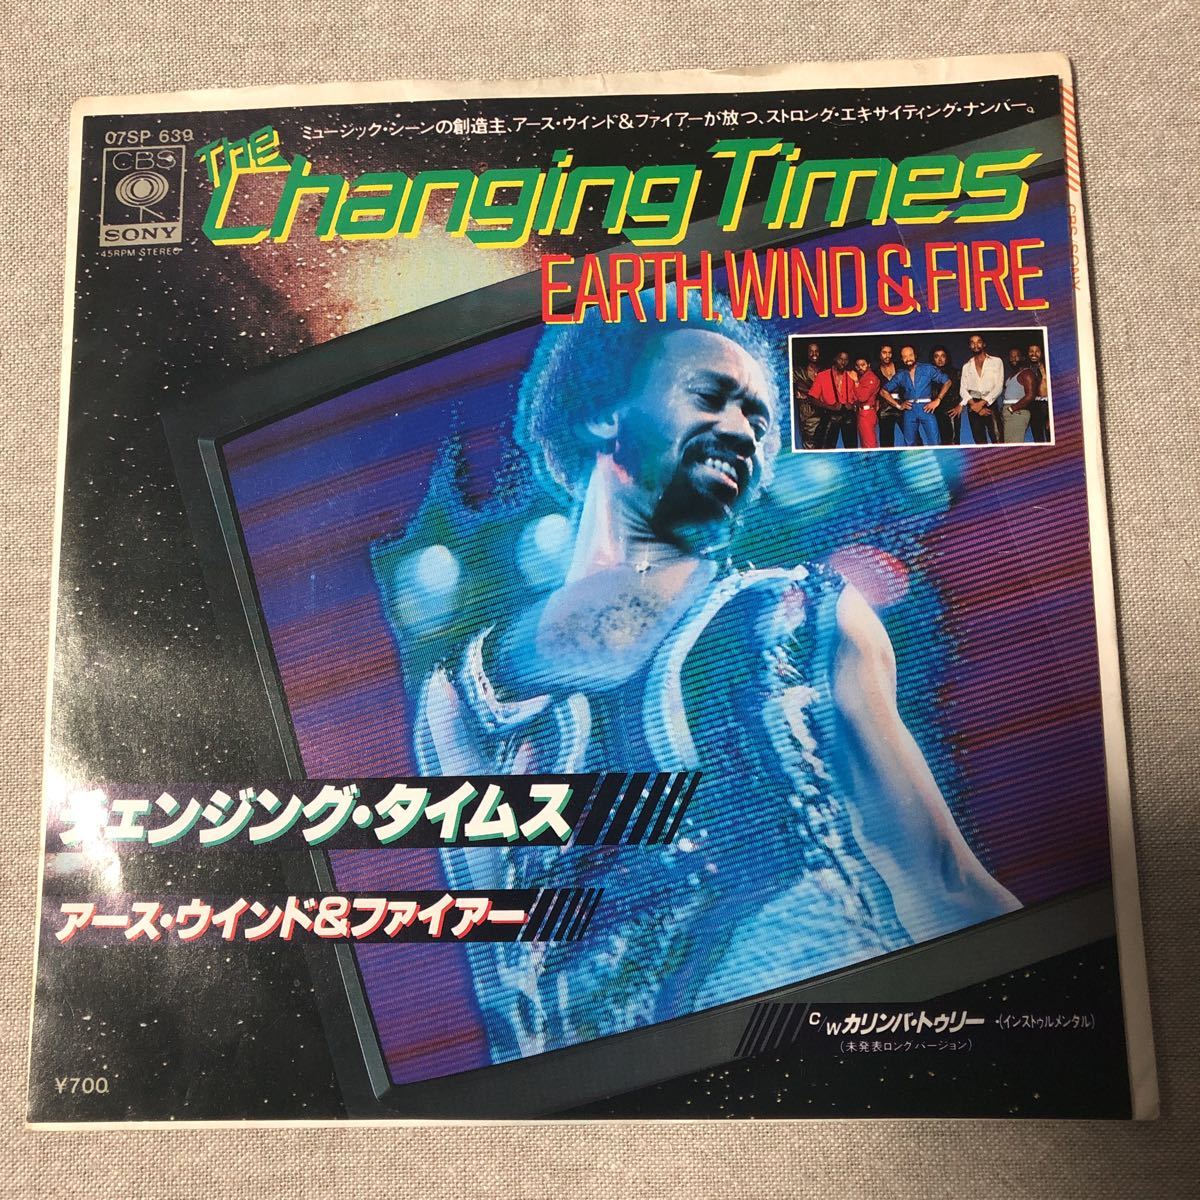 07SP 639
CBS
SONY
45RPM STEREO
ミュージック・シーンの創造主、アース・ウインド&ファイアーが放つ、ストロング・エキサイティング・ナンバー。
The Changing Times
EARTH, WIND & FIRE
チェンジング・タイムス
アース・ウインド&ファイアー
C/W カリンバ・トゥリー・(インストゥルメンタル)
(未発表ロングバージョン)
¥700
CBS SONY